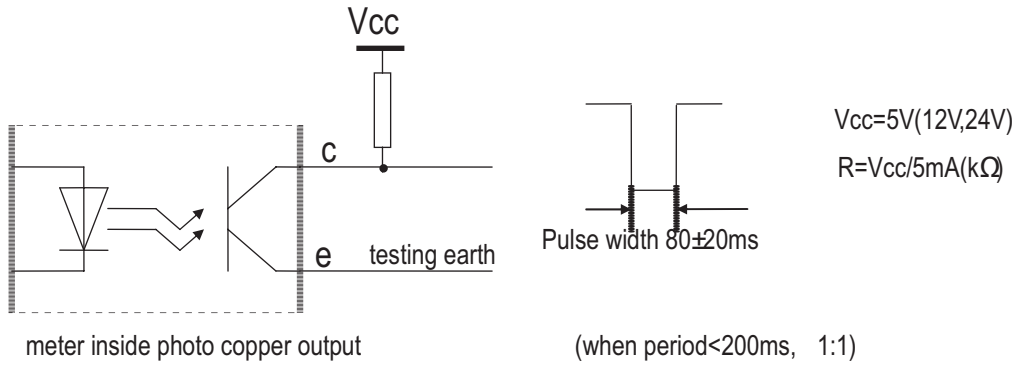 Vcc
c
e testing earth
Vcc=5V(12V,24V)
R=Vcc/5mA(kΩ)
Pulse width 80±20ms
meter inside photo copper output
(when period<200ms, 1:1)